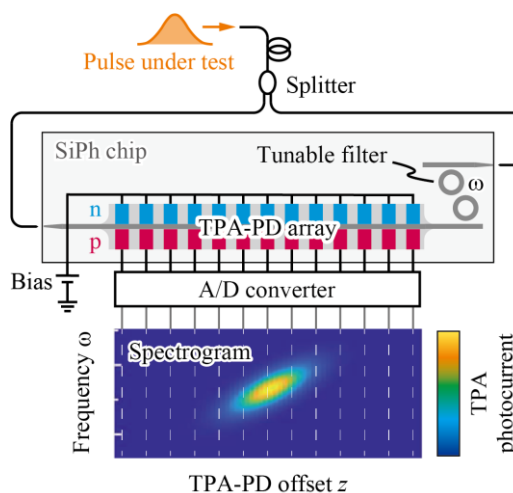 Pulse under test
Splitter
SiPh chip
Tunable filter
ω
n
TPA-PD array
p
Bias
A/D converter
Frequency ω
Spectrogram
TPA
photocurrent
TPA-PD offset z